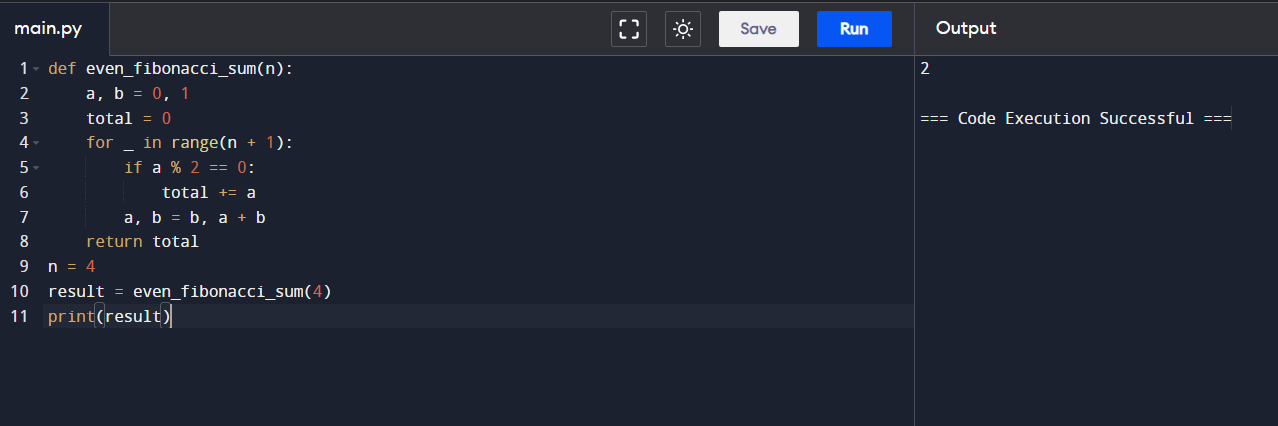 main.py Save Run Output
1 def even_fibonacci_sum(n):
2     a, b = 0, 1
3     total = 0
4     for _ in range(n + 1):
5         if a % 2 == 0:
6             total += a
7         a, b = b, a + b
8     return total
9 n = 4
10 result = even_fibonacci_sum(4)
11 print(result)
2
=== Code Execution Successful ===